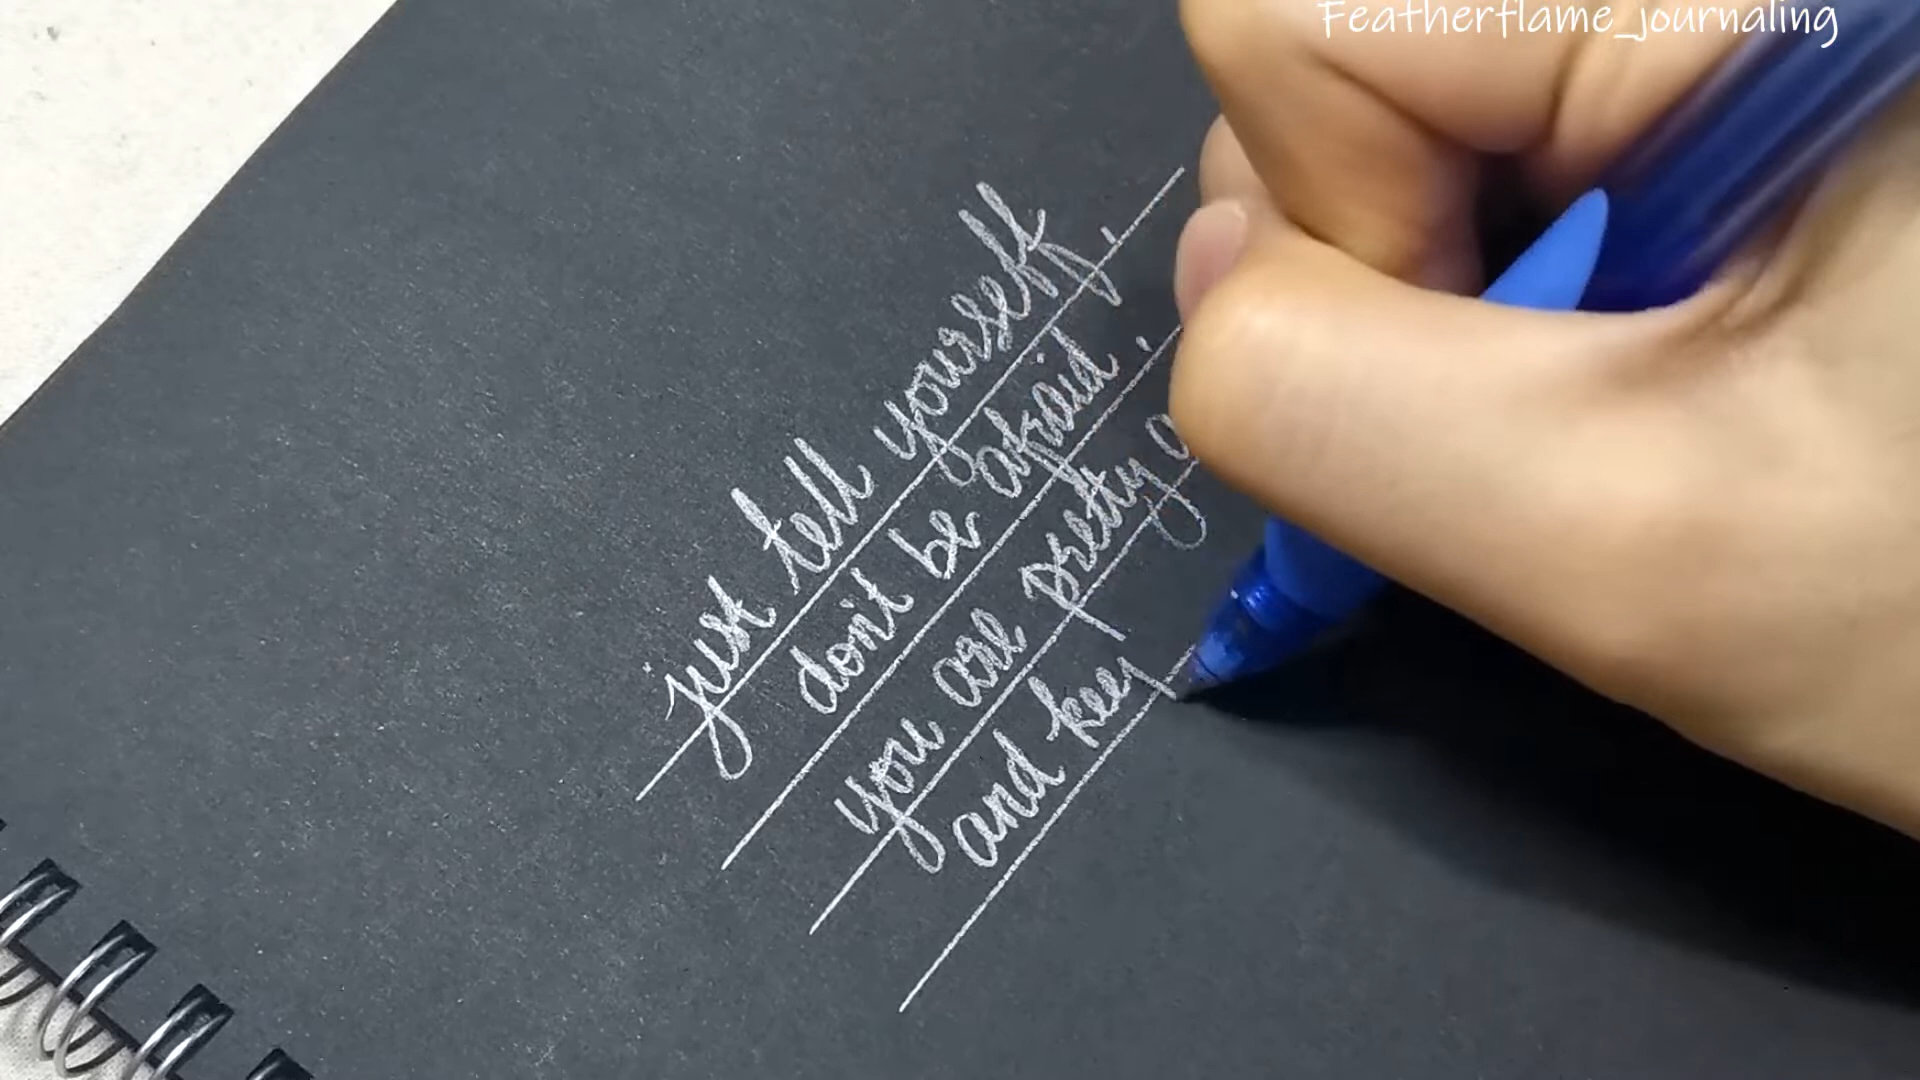 Featherflame_journaling
just tell yourself,
don't be afraid.
you are pretty
and